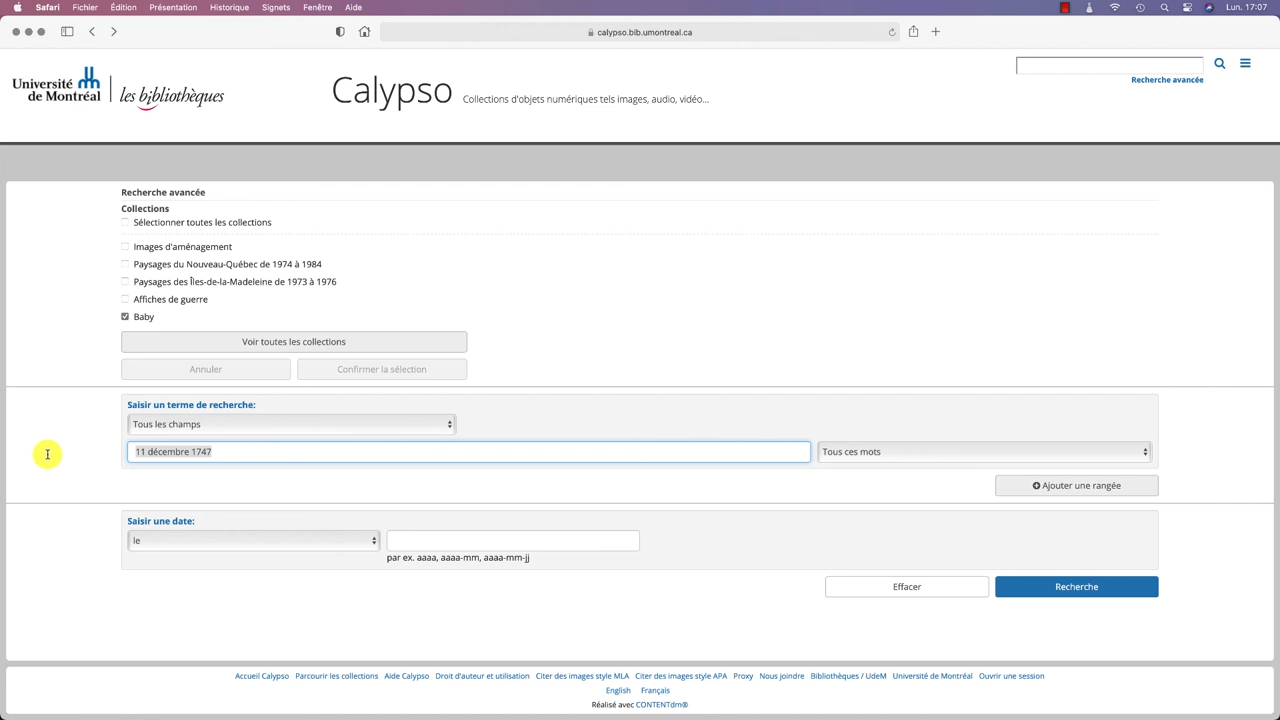 Safari Fichier Édition Présentation Historique Signets Fenêtre Aide Lun. 17:07
calypso.bib.umontreal.ca
Université de Montréal les bibliothèques
Calypso Collections d'objets numériques tels images, audio, vidéo...
Recherche avancée
Recherche avancée
Collections
Sélectionner toutes les collections
Images d'aménagement
Paysages du Nouveau-Québec de 1974 à 1984
Paysages des Îles-de-la-Madeleine de 1973 à 1976
Affiches de guerre
Baby
Voir toutes les collections
Annuler Confirmer la sélection
Saisir un terme de recherche:
Tous les champs
11 décembre 1747 Tous ces mots
Ajouter une rangée
Saisir une date:
le
par ex. aaaa, aaaa-mm, aaaa-mm-jj
Effacer Recherche
Accueil Calypso Parcourir les collections Aide Calypso Droit d'auteur et utilisation Citer des images style MLA Citer des images style APA Proxy Nous joindre Bibliothèques / UdeM Université de Montréal Ouvrir une session
English Français
Réalisé avec CONTENTdm®